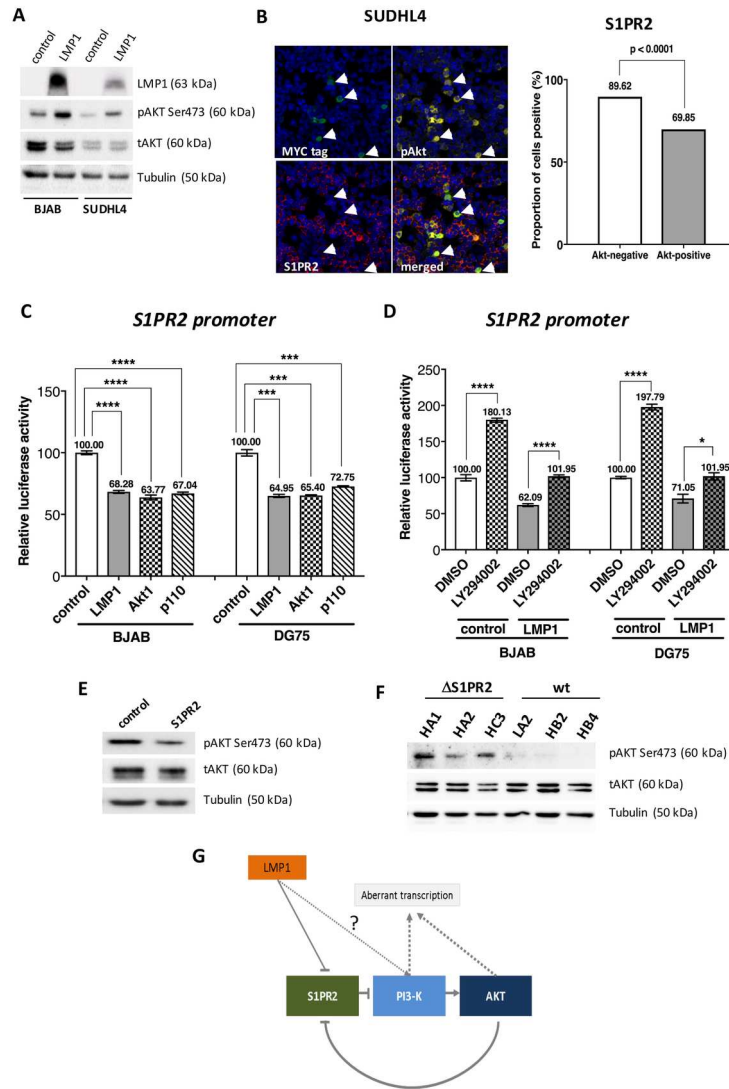 A
control
LMP1
control
LMP1
LMP1 (63 kDa)
pAKT Ser473 (60 kDa)
tAKT (60 kDa)
Tubulin (50 kDa)
BJAB
SUDHL4
B
SUDHL4
MYC tag
pAkt
S1PR2
merged
S1PR2
p < 0.0001
Proportion of cells positive (%)
100
50
0
89.62
69.85
Akt-negative
Akt-positive
C
S1PR2 promoter
Relative luciferase activity
150
100
50
0
****
****
****
100.00
68.28
63.77
67.04
***
***
***
100.00
64.95
65.40
72.75
control
LMP1
Akt1
p110
control
LMP1
Akt1
p110
BJAB
DG75
D
S1PR2 promoter
Relative luciferase activity
250
200
150
100
50
0
****
180.13
****
100.00
62.09
101.95
****
197.79
*
100.00
71.05
101.95
DMSO
LY294002
DMSO
LY294002
DMSO
LY294002
DMSO
LY294002
control
LMP1
control
LMP1
BJAB
DG75
E
control
S1PR2
pAKT Ser473 (60 kDa)
tAKT (60 kDa)
Tubulin (50 kDa)
F
ΔS1PR2
wt
HA1
HA2
HC3
LA2
HB2
HB4
pAKT Ser473 (60 kDa)
tAKT (60 kDa)
Tubulin (50 kDa)
G
LMP1
Aberrant transcription
?
S1PR2
PI3-K
AKT